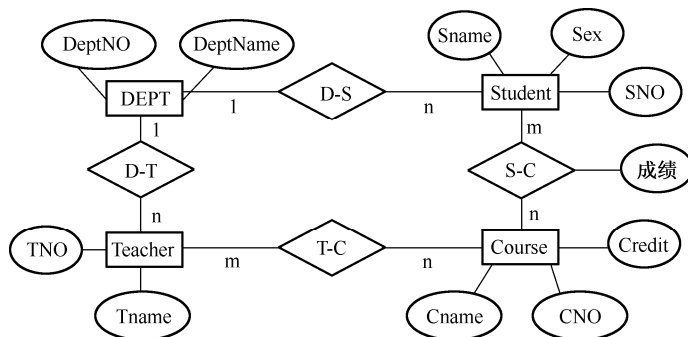 DeptNO
DeptName
Sname
Sex
DEPT
1
D-S
n
Student
SNO
1
m
D-T
S-C
成绩
n
n
TNO
Teacher
m
T-C
n
Course
Credit
Tname
Cname
CNO